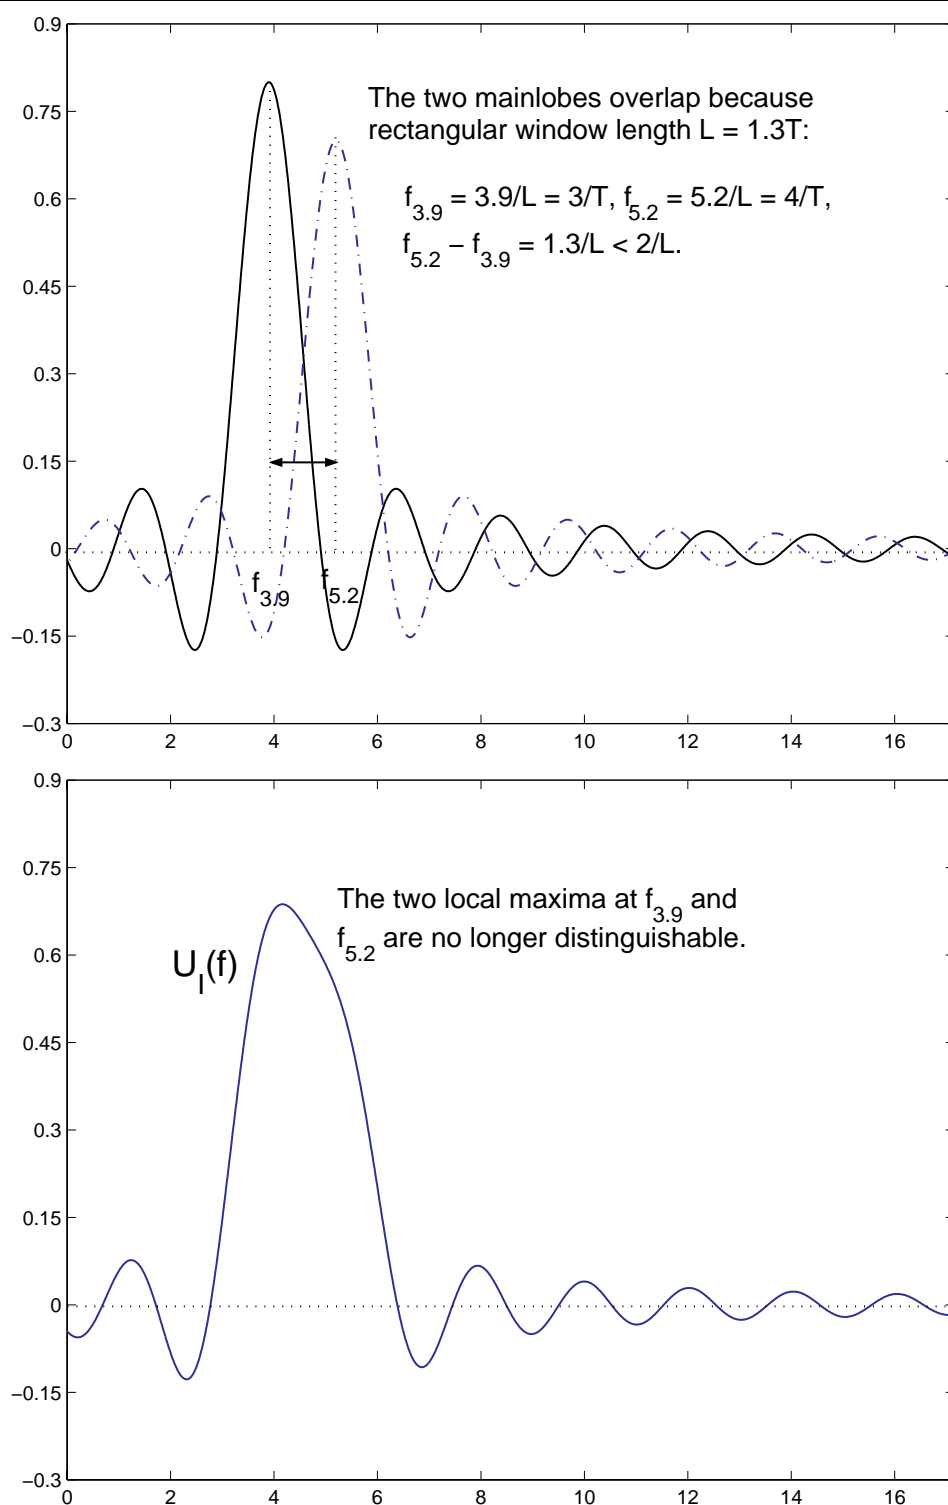 0.9
The two mainlobes overlap because
0.75
rectangular window length L = 1.3T:
0.6
f3.9 = 3.9/L = 3/T, f5.2 = 5.2/L = 4/T,
f5.2 − f3.9 = 1.3/L < 2/L.
0.45
0.3
0.15
0
f3.9 f5.2
−0.15
−0.3
0 2 4 6 8 10 12 14 16
0.9
0.75
The two local maxima at f3.9 and
f5.2 are no longer distinguishable.
0.6
UI(f)
0.45
0.3
0.15
0
−0.15
−0.3
0 2 4 6 8 10 12 14 16